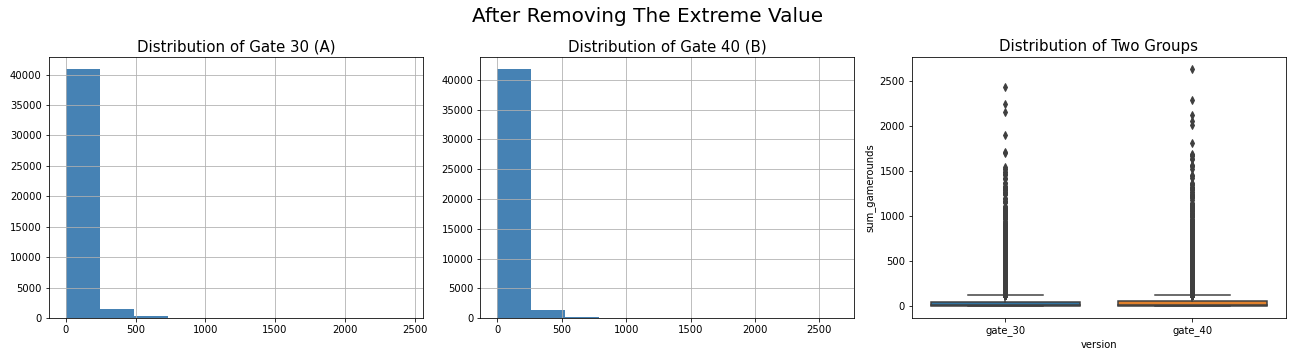 After Removing The Extreme Value
Distribution of Gate 30 (A)
40000
35000
30000
25000
20000
15000
10000
5000
0
0 500 1000 1500 2000 2500
Distribution of Gate 40 (B)
40000
35000
30000
25000
20000
15000
10000
5000
0
0 500 1000 1500 2000 2500
Distribution of Two Groups
sum_gamerounds
2500
2000
1500
1000
500
0
gate_30 gate_40
version